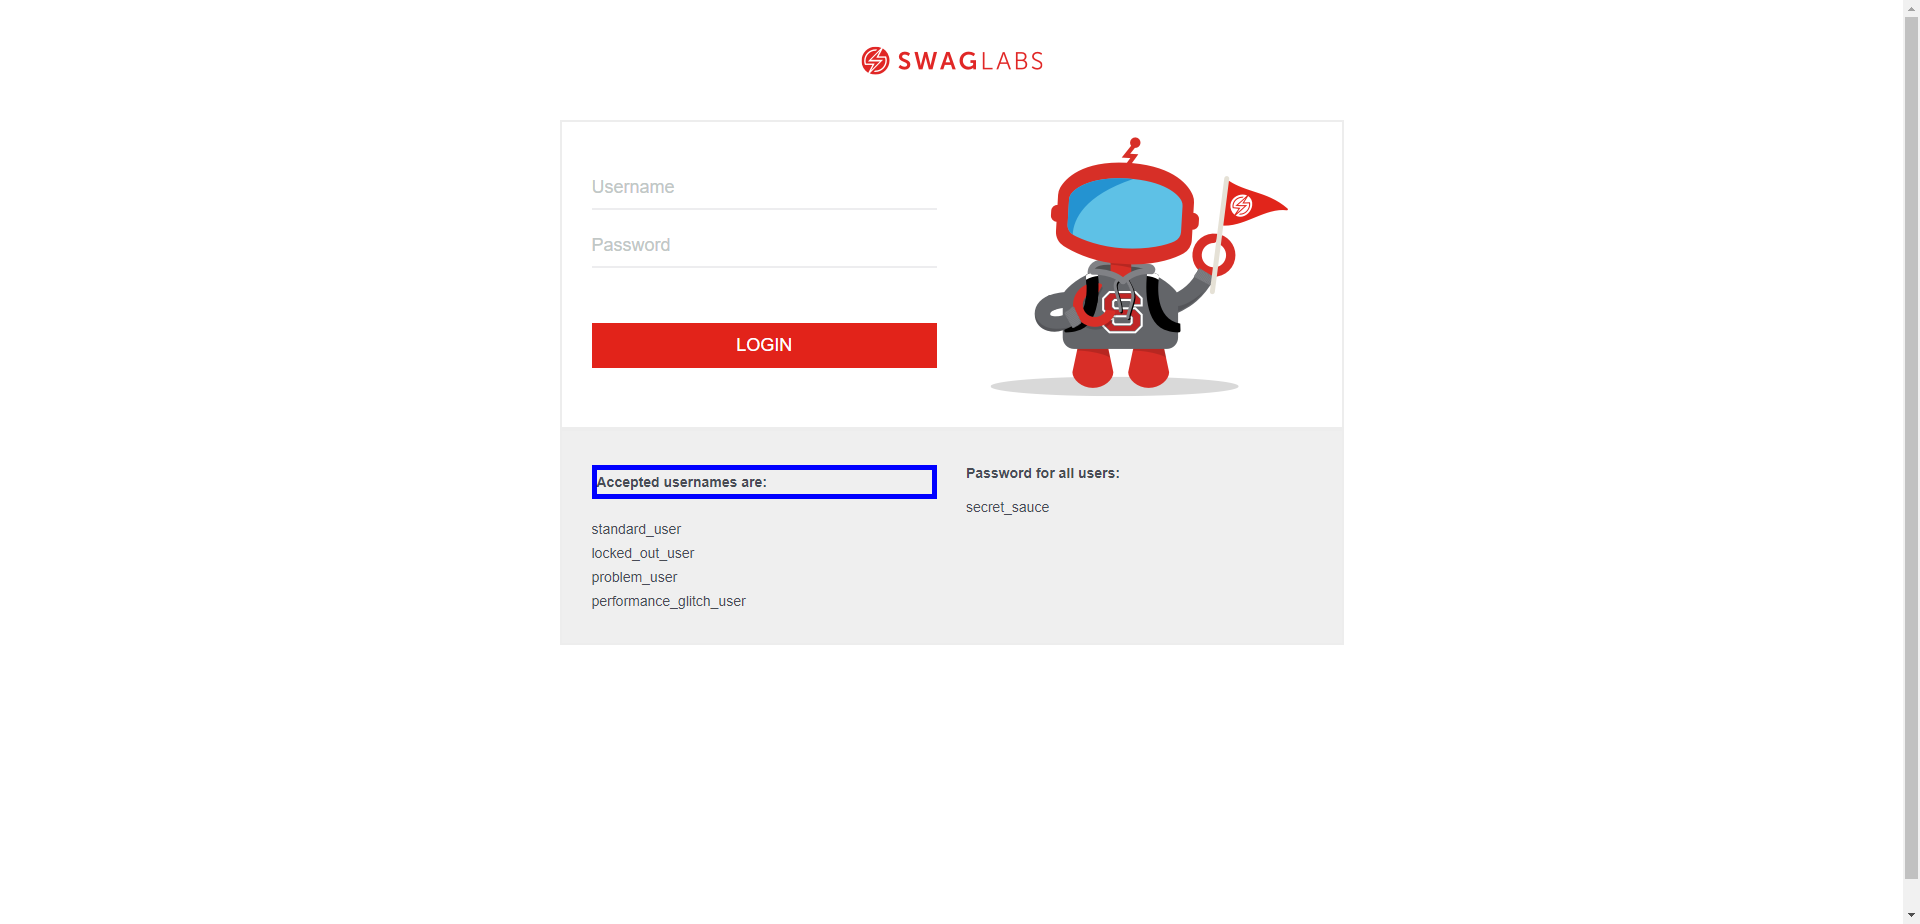 SWAGLABS
Username
Password
LOGIN
Accepted usernames are:
standard_user
locked_out_user
problem_user
performance_glitch_user
Password for all users:
secret_sauce
S